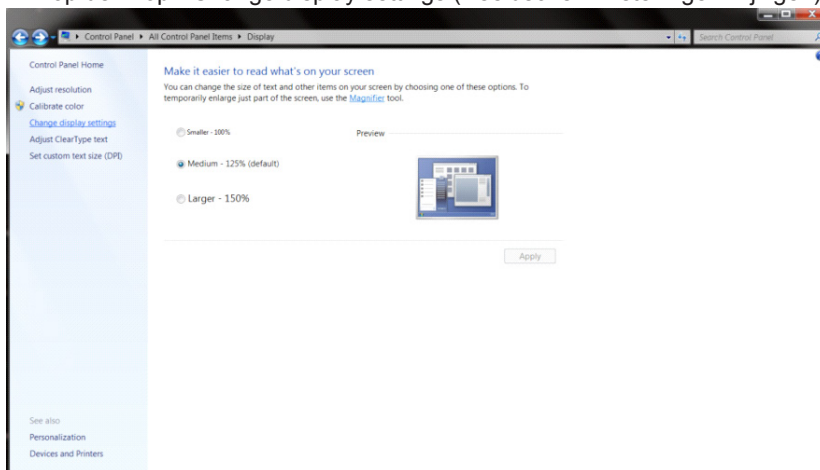 change display settings
Control Panel ▸ All Control Panel Items ▸ Display
Search Control Panel
Control Panel Home
Adjust resolution
Calibrate color
Change display settings
Adjust ClearType text
Set custom text size (DPI)
Make it easier to read what's on your screen
You can change the size of text and other items on your screen by choosing one of these options. To
temporarily enlarge just part of the screen, use the Magnifier tool.
Smaller - 100%
Preview
Medium - 125% (default)
Larger - 150%
Apply
See also
Personalization
Devices and Printers